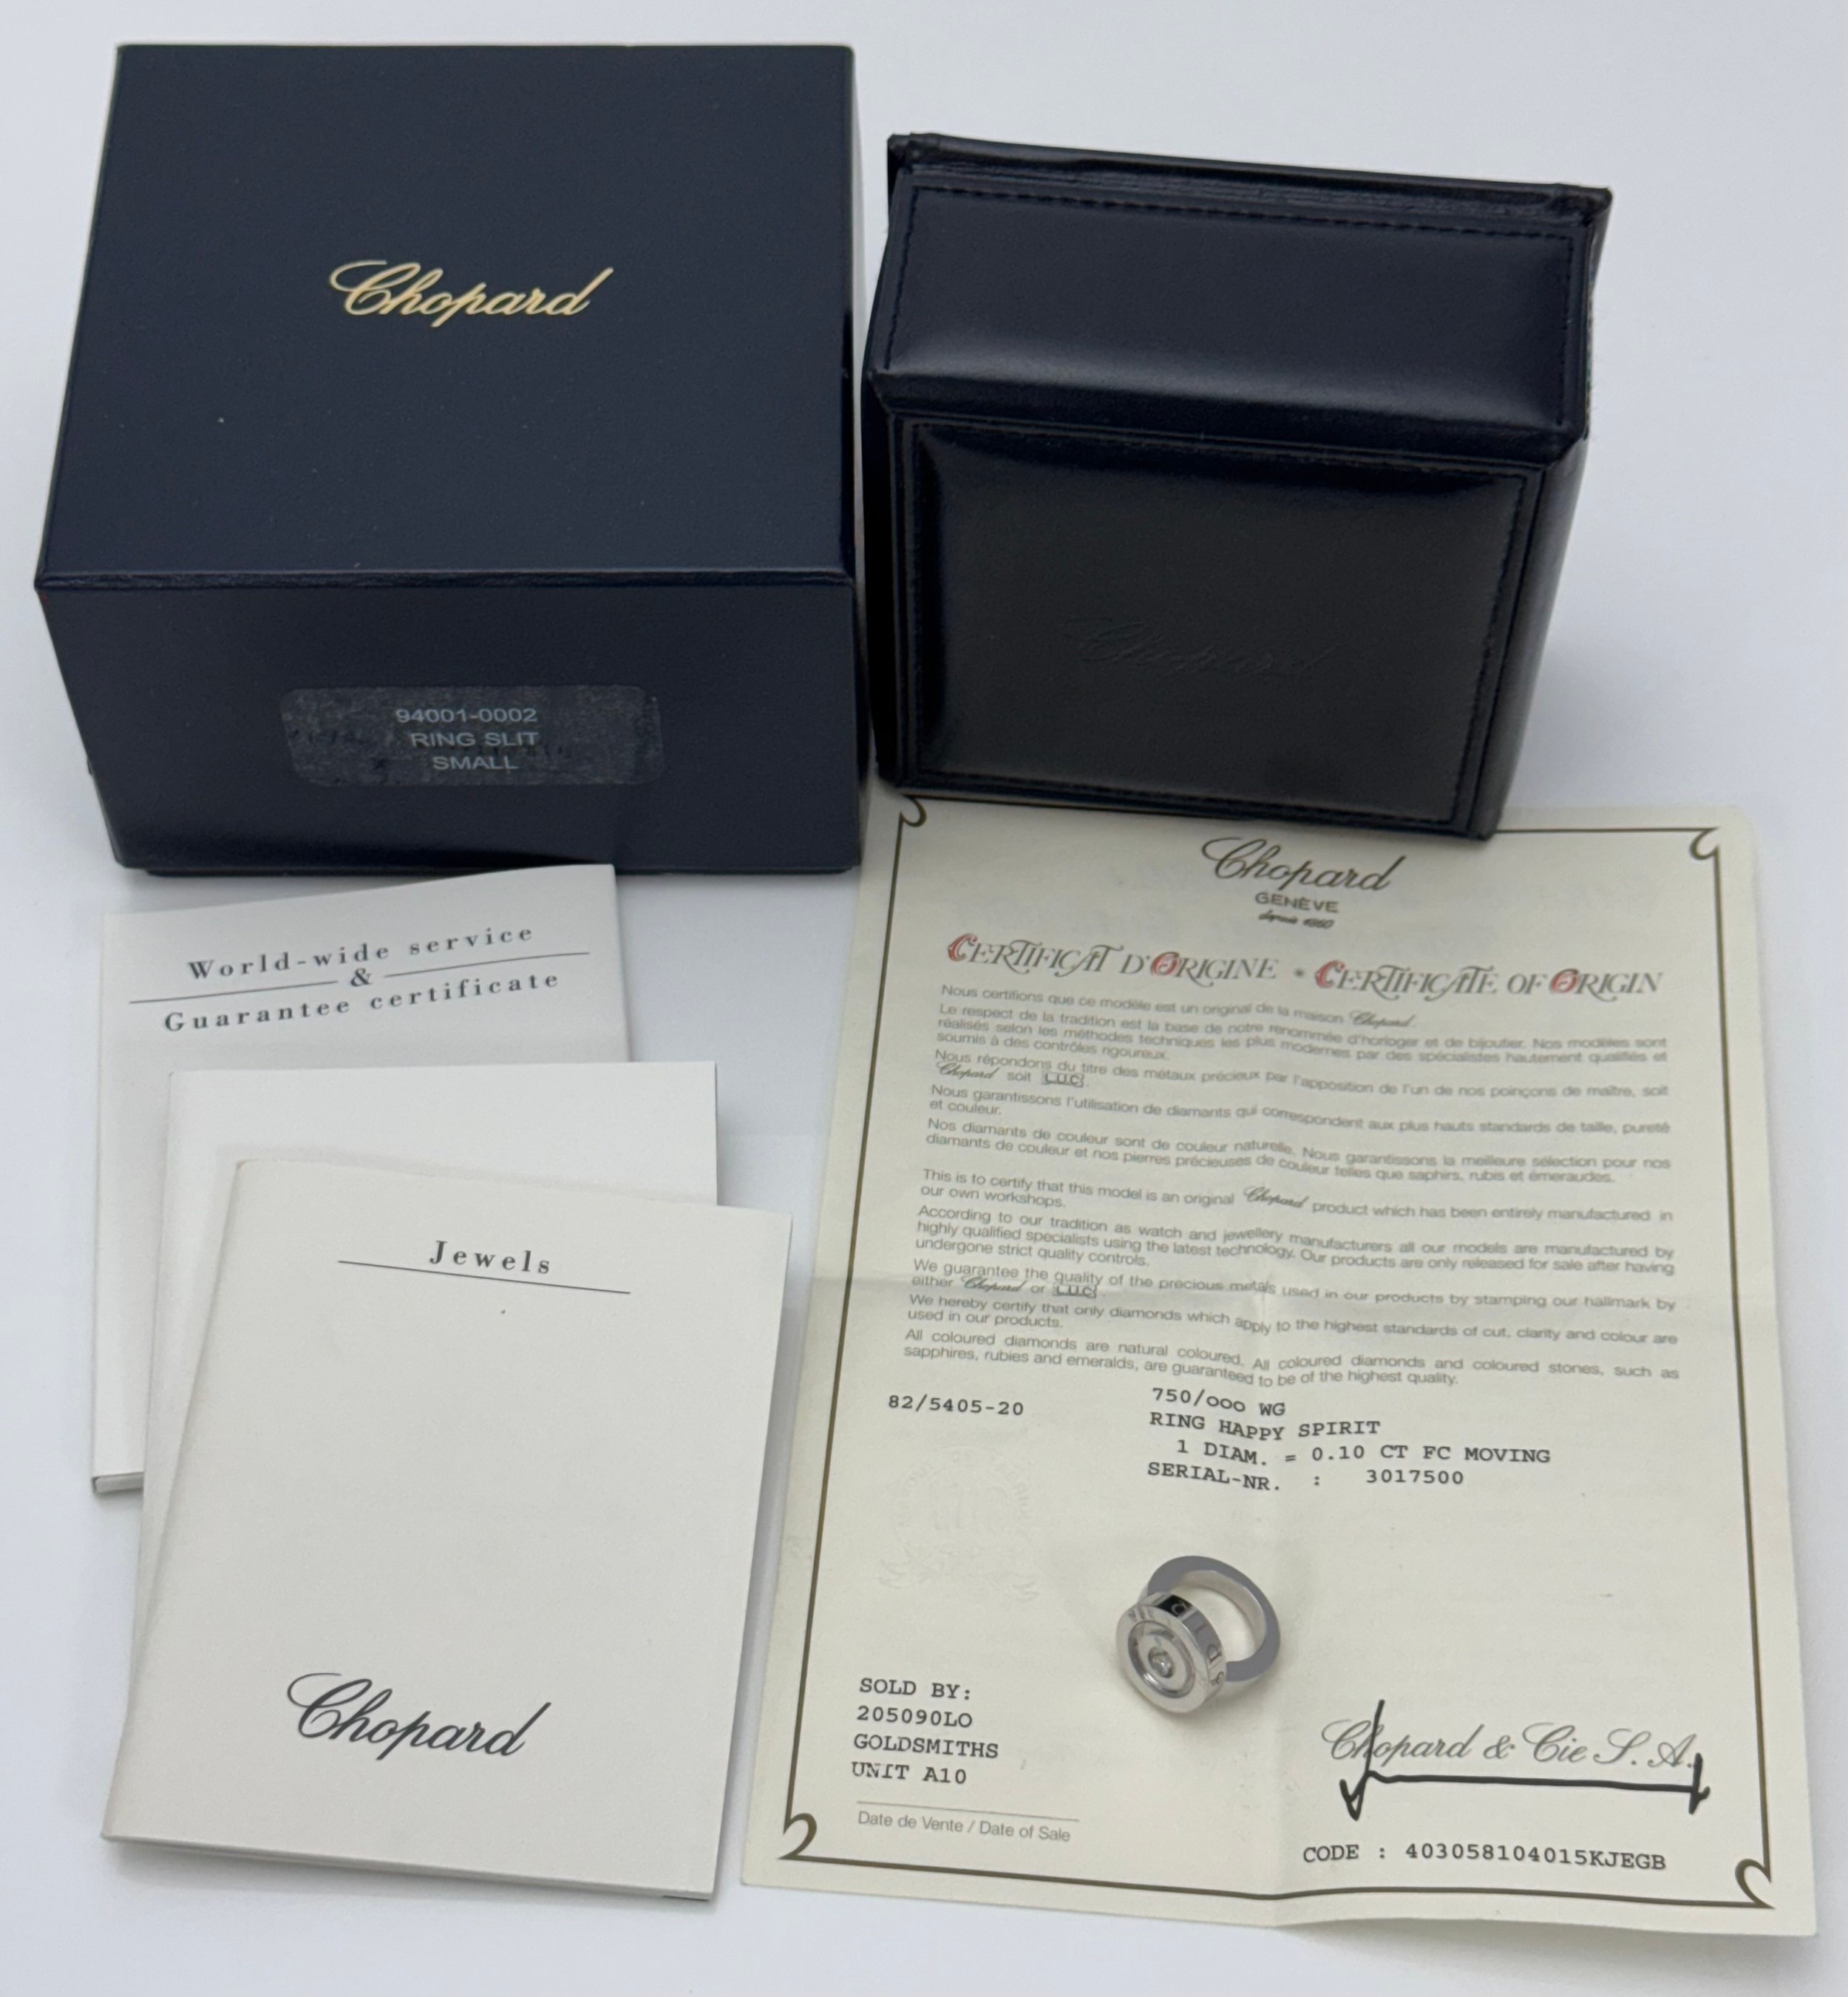 Chopard
94001-0002
RING SLIT
SMALL
Chopard
World-wide service
&
Guarantee certificate
Jewels
Chopard
Chopard
GENÈVE
depuis 1860
CERTIFICAT D'ORIGINE • CERTIFICATE OF ORIGIN
Nous certifions que ce modèle est un original de la maison Chopard.
Le respect de la tradition est la base de notre renommée d'horloger et de bijoutier. Nos modèles sont
réalisés selon les méthodes techniques les plus modernes par des spécialistes hautement qualifiés et
soumis à des contrôles rigoureux.
Nous répondons du titre des métaux précieux par l'apposition de l'un de nos poinçons de maître, soit
Chopard soit L.U.C.
Nous garantissons l'utilisation de diamants qui correspondent aux plus hauts standards de taille, pureté
et couleur.
Nos diamants de couleur sont de couleur naturelle. Nous garantissons la meilleure sélection pour nos
diamants de couleur et nos pierres précieuses de couleur telles que saphirs, rubis et émeraudes.
This is to certify that this model is an original Chopard product which has been entirely manufactured in
our own workshops.
According to our tradition as watch and jewellery manufacturers all our models are manufactured by
highly qualified specialists using the latest technology. Our products are only released for sale after having
undergone strict quality controls.
We guarantee the quality of the precious metals used in our products by stamping our hallmark by
either Chopard or L.U.C.
We hereby certify that only diamonds which apply to the highest standards of cut, clarity and colour are
used in our products.
All coloured diamonds are natural coloured. All coloured diamonds and coloured stones, such as
sapphires, rubies and emeralds, are guaranteed to be of the highest quality.
82/5405-20
750/ooo WG
RING HAPPY SPIRIT
1 DIAM. = 0.10 CT FC MOVING
SERIAL-NR. : 3017500
SOLD BY:
205090LO
GOLDSMITHS
UNIT A10
Date de Vente / Date of Sale
Chopard & Cie S.A.
CODE : 403058104015KJEGB